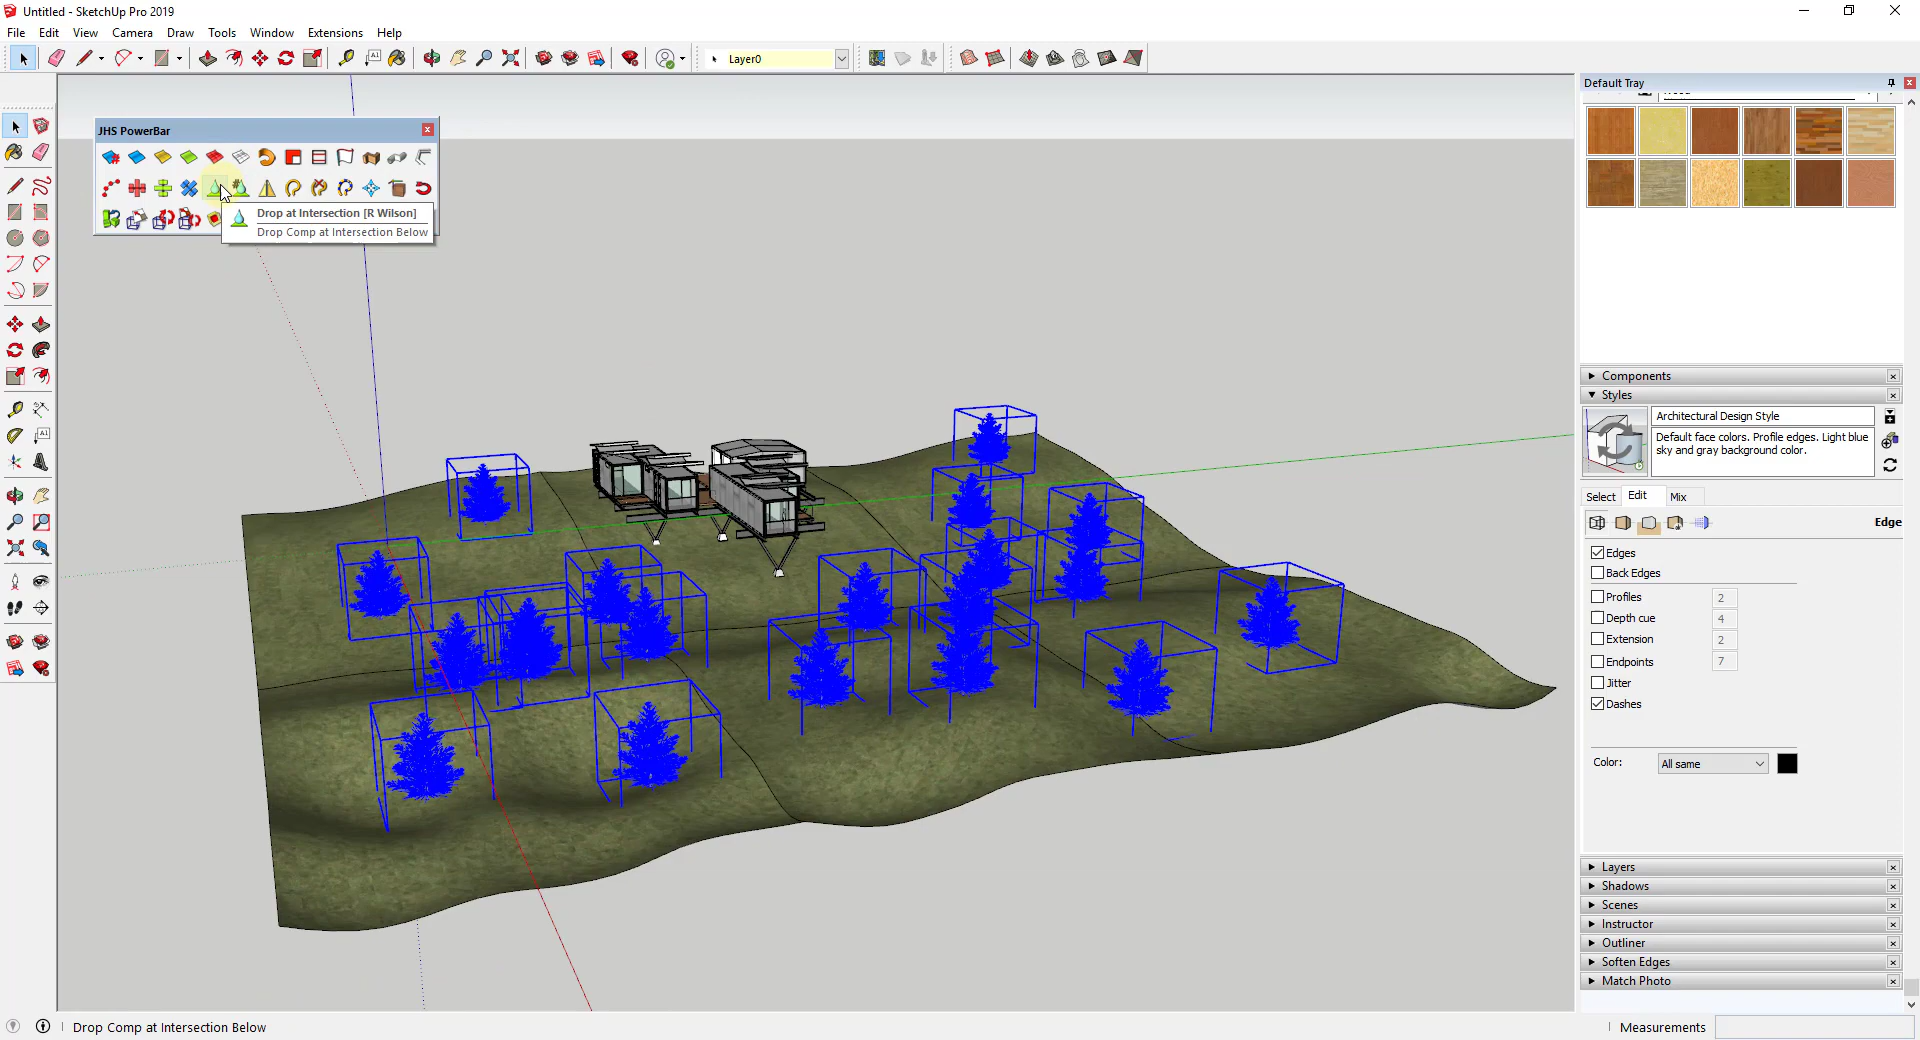 Untitled - SketchUp Pro 2019
File Edit View Camera Draw Tools Window Extensions Help
A1
Layer0
Default Tray
JHS PowerBar
Drop at Intersection [R Wilson]
Drop Comp at Intersection Below
A1
Components
Styles
Architectural Design Style
Default face colors. Profile edges. Light blue
sky and gray background color.
Select Edit Mix
Edge
Edges
Back Edges
Profiles 2
Depth cue 4
Extension 2
Endpoints 7
Jitter
Dashes
Color: All same
Layers
Shadows
Scenes
Instructor
Outliner
Soften Edges
Match Photo
Drop Comp at Intersection Below
Measurements